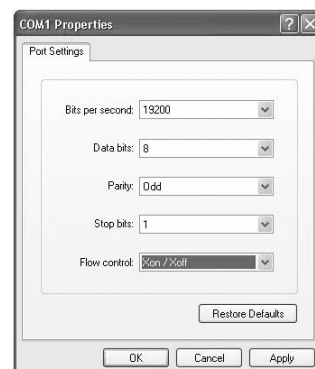 COM1 Properties
Port Settings
Bits per second: 19200
Data bits: 8
Parity: Odd
Stop bits: 1
Flow control: Xon / Xoff
Restore Defaults
OK Cancel Apply